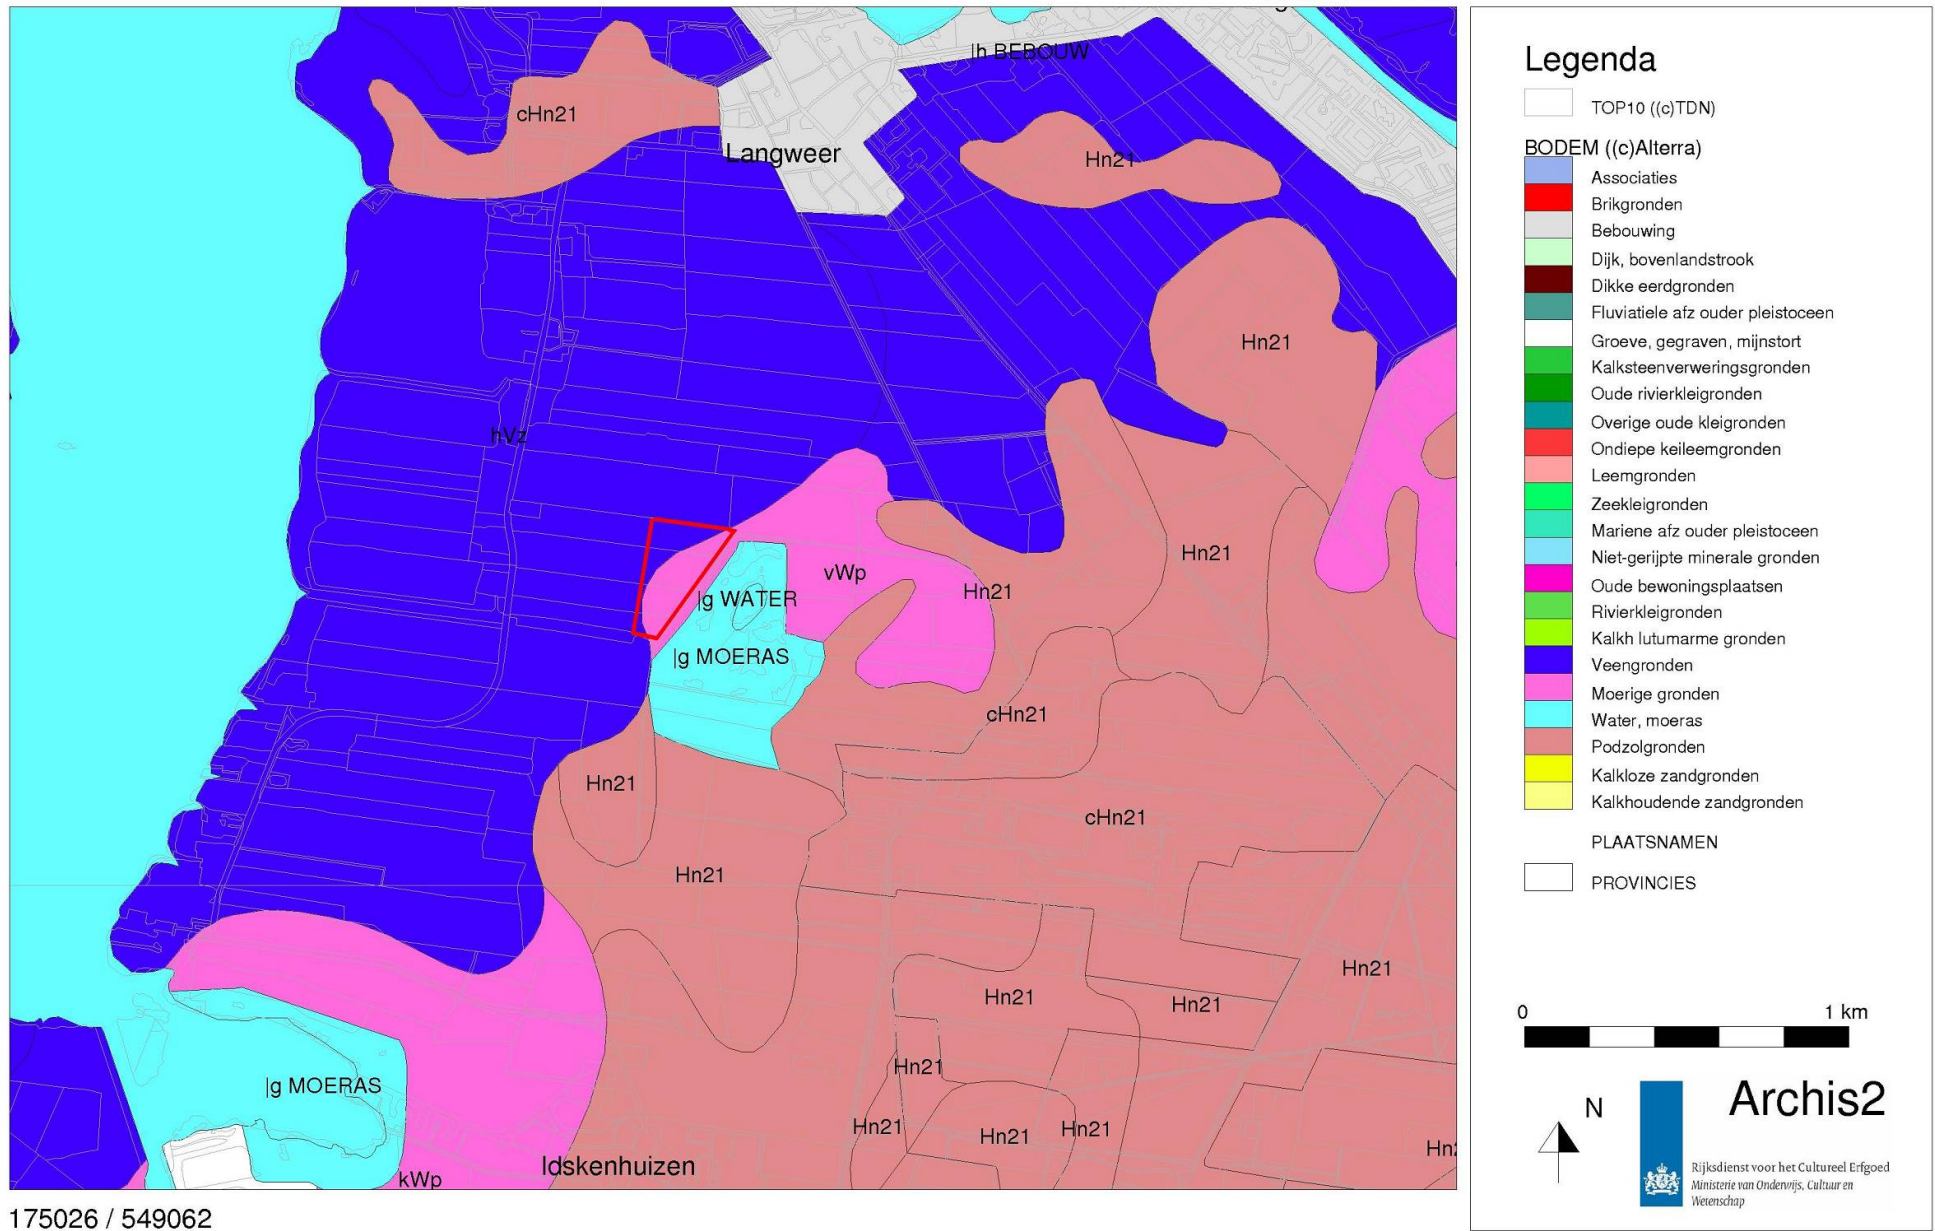 |h BEBOUW
cHn21
Langweer
Hn21
Hn21
hVz
Hn21
vWp
Hn21
|g WATER
|g MOERAS
cHn21
Hn21
cHn21
Hn21
Hn21
Hn21
Hn21
Hn21
|g MOERAS
Hn21
Hn21
Hn21
Idskenhuizen
kWp
175026 / 549062
Legenda
TOP10 ((c)TDN)
BODEM ((c)Alterra)
Associaties
Brikgronden
Bebouwing
Dijk, bovenlandstrook
Dikke eerdgronden
Fluviatiele afz ouder pleistoceen
Groeve, gegraven, mijnstort
Kalksteenverweringsgronden
Oude rivierkleigronden
Overige oude kleigronden
Ondiepe keileemgronden
Leemgronden
Zeekleigronden
Mariene afz ouder pleistoceen
Niet-gerijpte minerale gronden
Oude bewoningsplaatsen
Rivierkleigronden
Kalkh lutumarme gronden
Veengronden
Moerige gronden
Water, moeras
Podzolgronden
Kalkloze zandgronden
Kalkhoudende zandgronden
PLAATSNAMEN
PROVINCIES
0 1 km
N
Archis2
Rijksdienst voor het Cultureel Erfgoed
Ministerie van Onderwijs, Cultuur en
Wetenschap